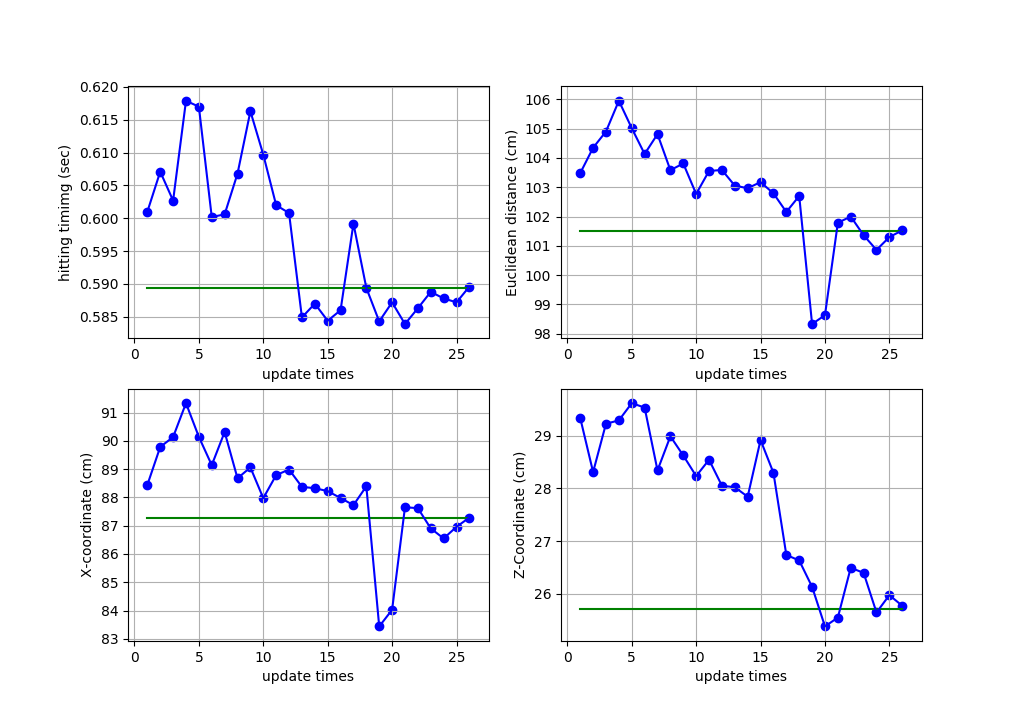 0.620
0.615
0.610
0.605
0.600
0.595
0.590
0.585
hitting timimg (sec)
0 5 10 15 20 25
update times
106
105
104
103
102
101
100
99
98
Euclidean distance (cm)
0 5 10 15 20 25
update times
91
90
89
88
87
86
85
84
83
X-coordinate (cm)
0 5 10 15 20 25
update times
29
28
27
26
Z-Coordinate (cm)
0 5 10 15 20 25
update times